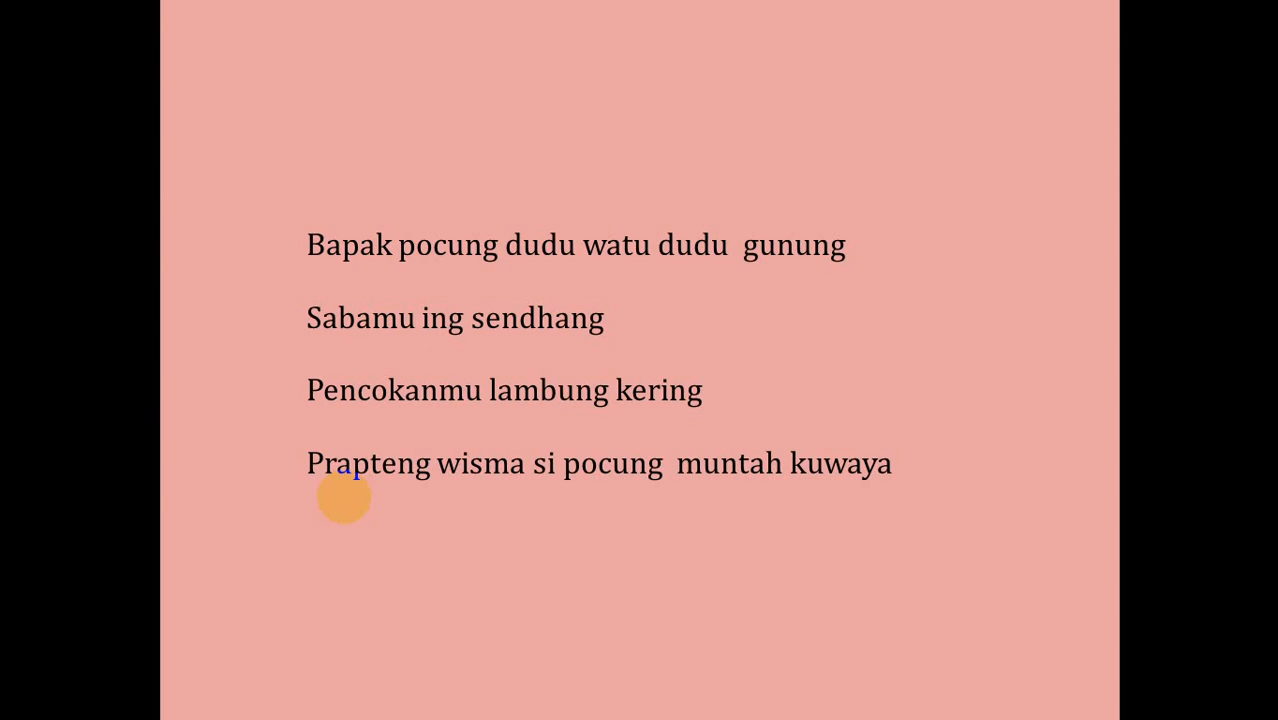 Bapak pocung dudu watu dudu  gunung
Sabamu ing sendhang
Pencokanmu lambung kering
Prapteng wisma si pocung  muntah kuwaya